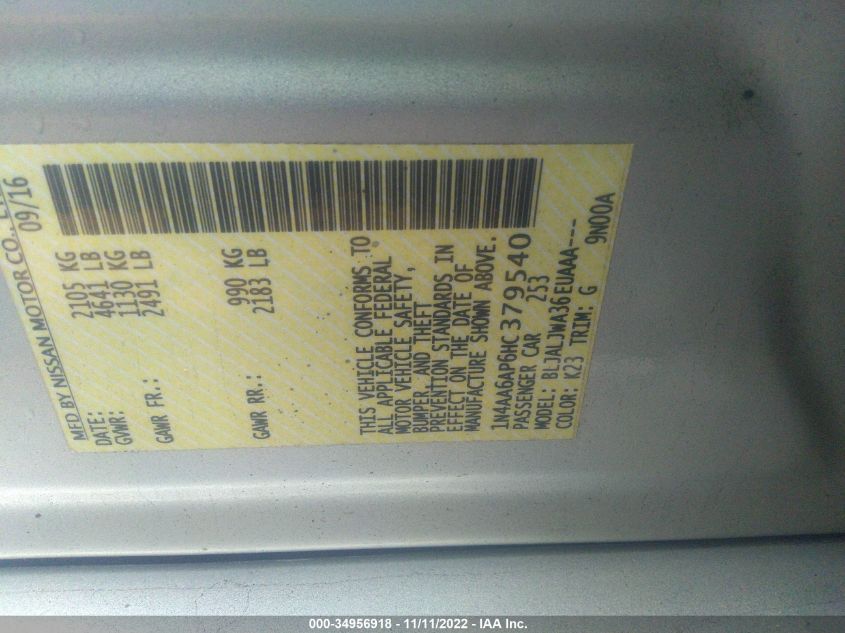 MFD BY NISSAN MOTOR CO.,
DATE: 09/16
GVWR: 2105 KG
4641 LB
GAWR FR.: 1130 KG
2491 LB
GAWR RR.: 990 KG
2183 LB
THIS VEHICLE CONFORMS TO
ALL APPLICABLE FEDERAL
MOTOR VEHICLE SAFETY,
BUMPER AND THEFT
PREVENTION STANDARDS IN
EFFECT ON THE DATE OF
MANUFACTURE SHOWN ABOVE.
1N4AA6AP6HC379540
PASSENGER CAR 253
MODEL: BLJALJWA36EUAAA---
COLOR: K23 TRIM: G 9N00A
000-34956918 - 11/11/2022 - IAA Inc.